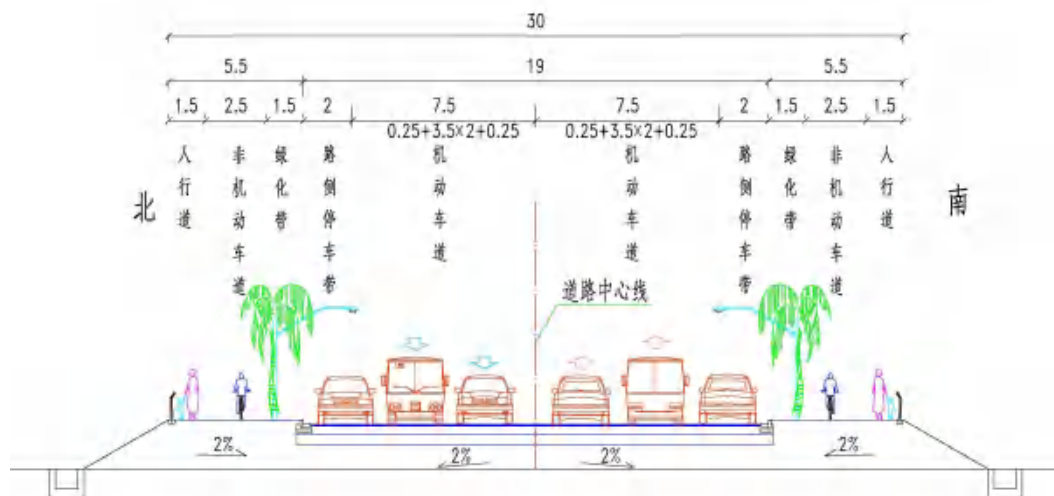 30
5.5 19 5.5
1.5 2.5 1.5 2 7.5 7.5 2 1.5 2.5 1.5
0.25+3.5×2+0.25 0.25+3.5×2+0.25
人行道
非机动车道
绿化带
路侧停车带
机动车道
机动车道
路侧停车带
绿化带
非机动车道
人行道
北
南
道路中心线
2% 2% 2% 2%